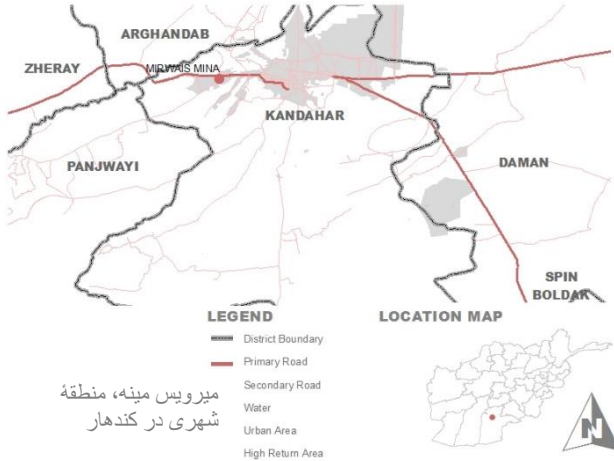 ARGHANDAB
ZHERAY
MIRWAIS MINA
KANDAHAR
PANJWAYI
DAMAN
SPIN
BOLDAK
LEGEND
District Boundary
Primary Road
Secondary Road
Water
Urban Area
High Return Area
LOCATION MAP
N
میرویس مینه، منطقهٔ
شهری در کندهار